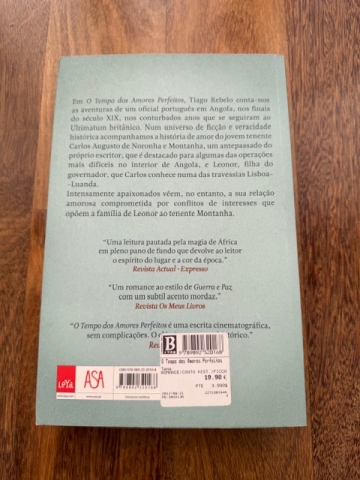 Em O Tempo dos Amores Perfeitos, Tiago Rebelo conta-nos
as aventuras de um oficial português em Angola, nos finais
do século XIX, nos conturbados anos que se seguiram ao
Ultimatum britânico. Num universo de ficção e veracidade
histórica acompanhamos a história de amor do jovem tenente
Carlos Augusto de Noronha e Montanha, um antepassado do
próprio escritor, que é destacado para algumas das operações
mais difíceis no interior de Angola, e Leonor, filha do
governador, que Carlos conhece numa das travessias Lisboa-
-Luanda.
Intensamente apaixonados vêem, no entanto, a sua relação
amorosa comprometida por conflitos de interesses que
opõem a família de Leonor ao tenente Montanha.
"Uma leitura pautada pela magia de África
em pleno pano de fundo que devolve ao leitor
o espírito do lugar e a cor da época."
Revista Actual · Expresso
"Um romance ao estilo de Guerra e Paz
com um subtil acento mordaz."
Revista Os Meus Livros
"O Tempo dos Amores Perfeitos é uma escrita cinematográfica,
sem complicações. O
tórico."
Re
LeYa
ASA
B
O Tempo dos Amores Perfeitos
19.90 €
PTE